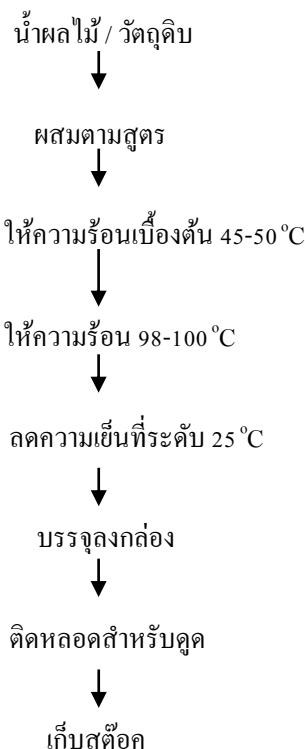 น้ำผลไม้ / วัตถุดิบ
ผสมตามสูตร
ให้ความร้อนเบื้องต้น 45-50 °C
ให้ความร้อน 98-100 °C
ลดความเย็นที่ระดับ 25 °C
บรรจุลงกล่อง
ติดหลอดสำหรับดูด
เก็บสต๊อค